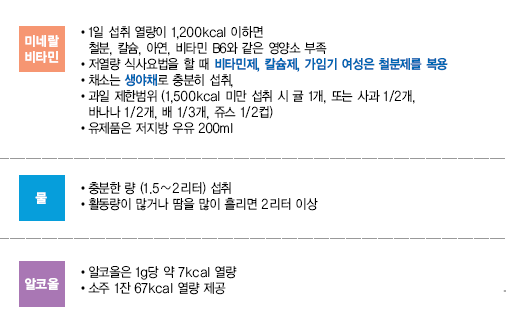 미네랄
비타민
• 1일 섭취 열량이 1,200kcal 이하면
철분, 칼슘, 아연, 비타민 B6와 같은 영양소 부족
• 저열량 식사요법을 할 때 비타민제, 칼슘제, 가임기 여성은 철분제를 복용
• 채소는 생야채로 충분히 섭취,
• 과일 제한범위 (1,500kcal 미만 섭취 시 귤 1개, 또는 사과 1/2개,
바나나 1/2개, 배 1/3개, 쥬스 1/2컵)
• 유제품은 저지방 우유 200ml
물
• 충분한 량 (1.5~2리터) 섭취
• 활동량이 많거나 땀을 많이 흘리면 2리터 이상
알코올
• 알코올은 1g당 약 7kcal 열량
• 소주 1잔 67kcal 열량 제공